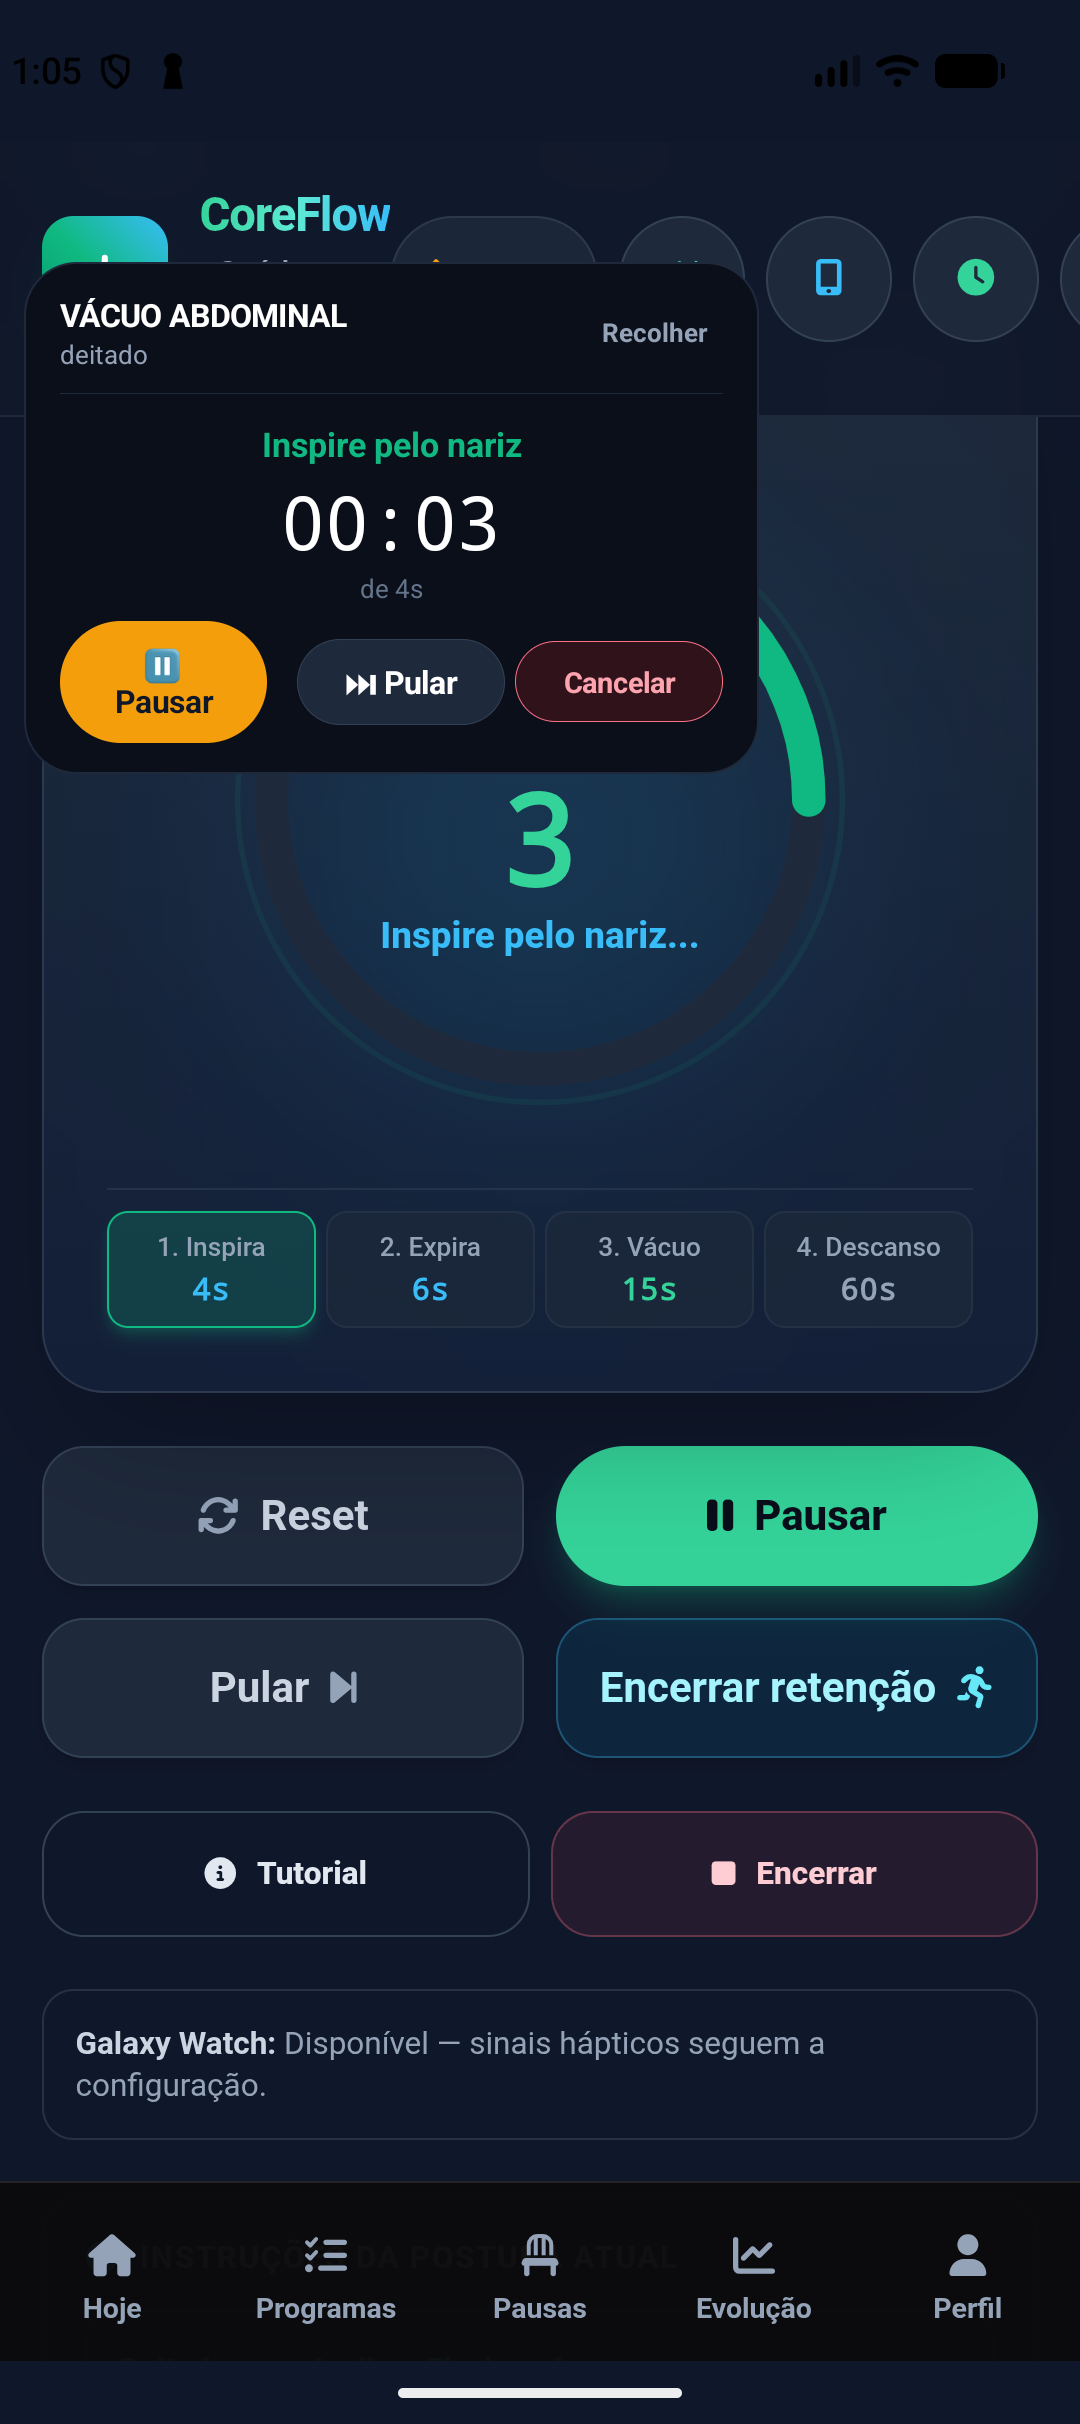 1:05
CoreFlow
VÁCUO ABDOMINAL
deitado
Recolher
Inspire pelo nariz
00:03
de 4s
Pausar
Pular
Cancelar
3
Inspire pelo nariz...
1. Inspira
4s
2. Expira
6s
3. Vácuo
15s
4. Descanso
60s
Reset
Pausar
Pular
Encerrar retenção
Tutorial
Encerrar
Galaxy Watch: Disponível — sinais hápticos seguem a
configuração.
DA ATUAL
Hoje
Programas
Pausas
Evolução
Perfil